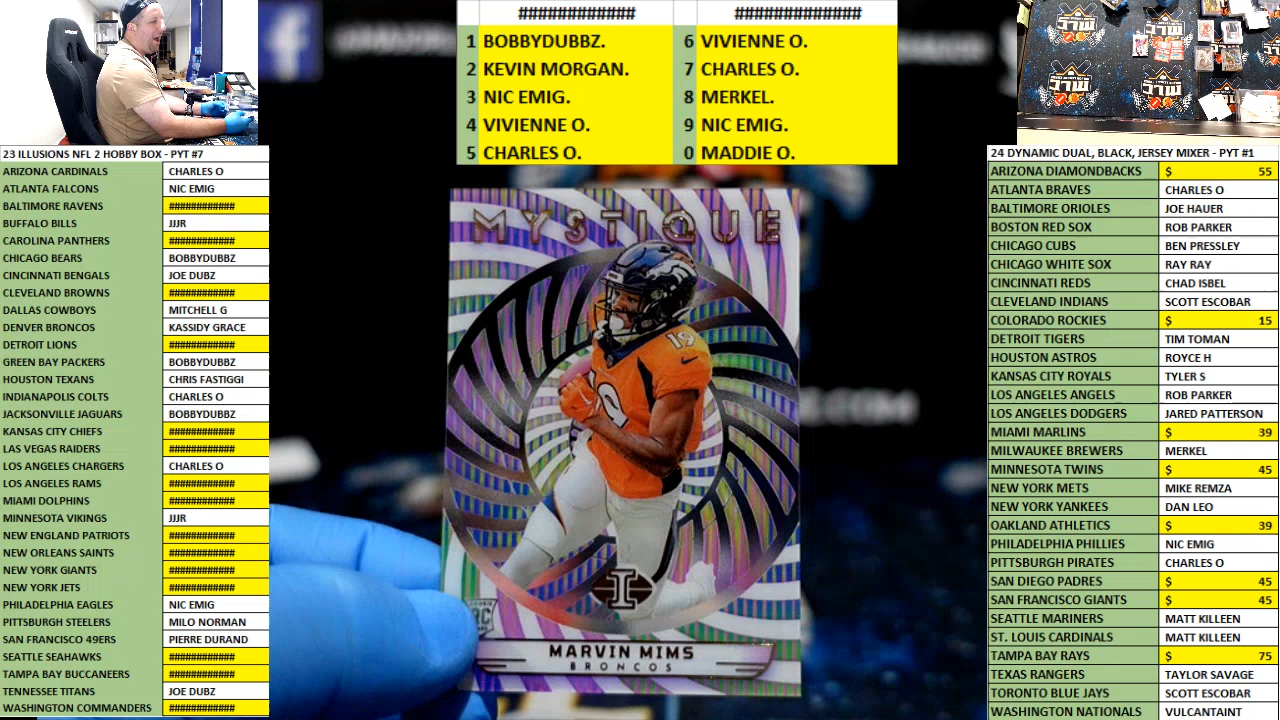 ############ ############
1 BOBBYDUBBZ. 6 VIVIENNE O.
2 KEVIN MORGAN. 7 CHARLES O.
3 NIC EMIG. 8 MERKEL.
4 VIVIENNE O. 9 NIC EMIG.
5 CHARLES O. 0 MADDIE O.
23 ILLUSIONS NFL 2 HOBBY BOX - PYT #7
ARIZONA CARDINALS CHARLES O
ATLANTA FALCONS NIC EMIG
BALTIMORE RAVENS ############
BUFFALO BILLS JJJR
CAROLINA PANTHERS ############
CHICAGO BEARS BOBBYDUBBZ
CINCINNATI BENGALS JOE DUBZ
CLEVELAND BROWNS ############
DALLAS COWBOYS MITCHELL G
DENVER BRONCOS KASSIDY GRACE
DETROIT LIONS ############
GREEN BAY PACKERS BOBBYDUBBZ
HOUSTON TEXANS CHRIS FASTIGGI
INDIANAPOLIS COLTS CHARLES O
JACKSONVILLE JAGUARS BOBBYDUBBZ
KANSAS CITY CHIEFS ############
LAS VEGAS RAIDERS ############
LOS ANGELES CHARGERS CHARLES O
LOS ANGELES RAMS ############
MIAMI DOLPHINS ############
MINNESOTA VIKINGS JJJR
NEW ENGLAND PATRIOTS ############
NEW ORLEANS SAINTS ############
NEW YORK GIANTS ############
NEW YORK JETS ############
PHILADELPHIA EAGLES NIC EMIG
PITTSBURGH STEELERS MILO NORMAN
SAN FRANCISCO 49ERS PIERRE DURAND
SEATTLE SEAHAWKS ############
TAMPA BAY BUCCANEERS ############
TENNESSEE TITANS JOE DUBZ
WASHINGTON COMMANDERS ############
MYSTIQUE
19
19
I
RC
MARVIN MIMS
BRONCOS
.COM
24 DYNAMIC DUAL, BLACK, JERSEY MIXER - PYT #1
ARIZONA DIAMONDBACKS $ 55
ATLANTA BRAVES CHARLES O
BALTIMORE ORIOLES JOE HAUER
BOSTON RED SOX ROB PARKER
CHICAGO CUBS BEN PRESSLEY
CHICAGO WHITE SOX RAY RAY
CINCINNATI REDS CHAD ISBEL
CLEVELAND INDIANS SCOTT ESCOBAR
COLORADO ROCKIES $ 15
DETROIT TIGERS TIM TOMAN
HOUSTON ASTROS ROYCE H
KANSAS CITY ROYALS TYLER S
LOS ANGELES ANGELS ROB PARKER
LOS ANGELES DODGERS JARED PATTERSON
MIAMI MARLINS $ 39
MILWAUKEE BREWERS MERKEL
MINNESOTA TWINS $ 45
NEW YORK METS MIKE REMZA
NEW YORK YANKEES DAN LEO
OAKLAND ATHLETICS $ 39
PHILADELPHIA PHILLIES NIC EMIG
PITTSBURGH PIRATES CHARLES O
SAN DIEGO PADRES $ 45
SAN FRANCISCO GIANTS $ 45
SEATTLE MARINERS MATT KILLEEN
ST. LOUIS CARDINALS MATT KILLEEN
TAMPA BAY RAYS $ 75
TEXAS RANGERS TAYLOR SAVAGE
TORONTO BLUE JAYS SCOTT ESCOBAR
WASHINGTON NATIONALS VULCANTAINT